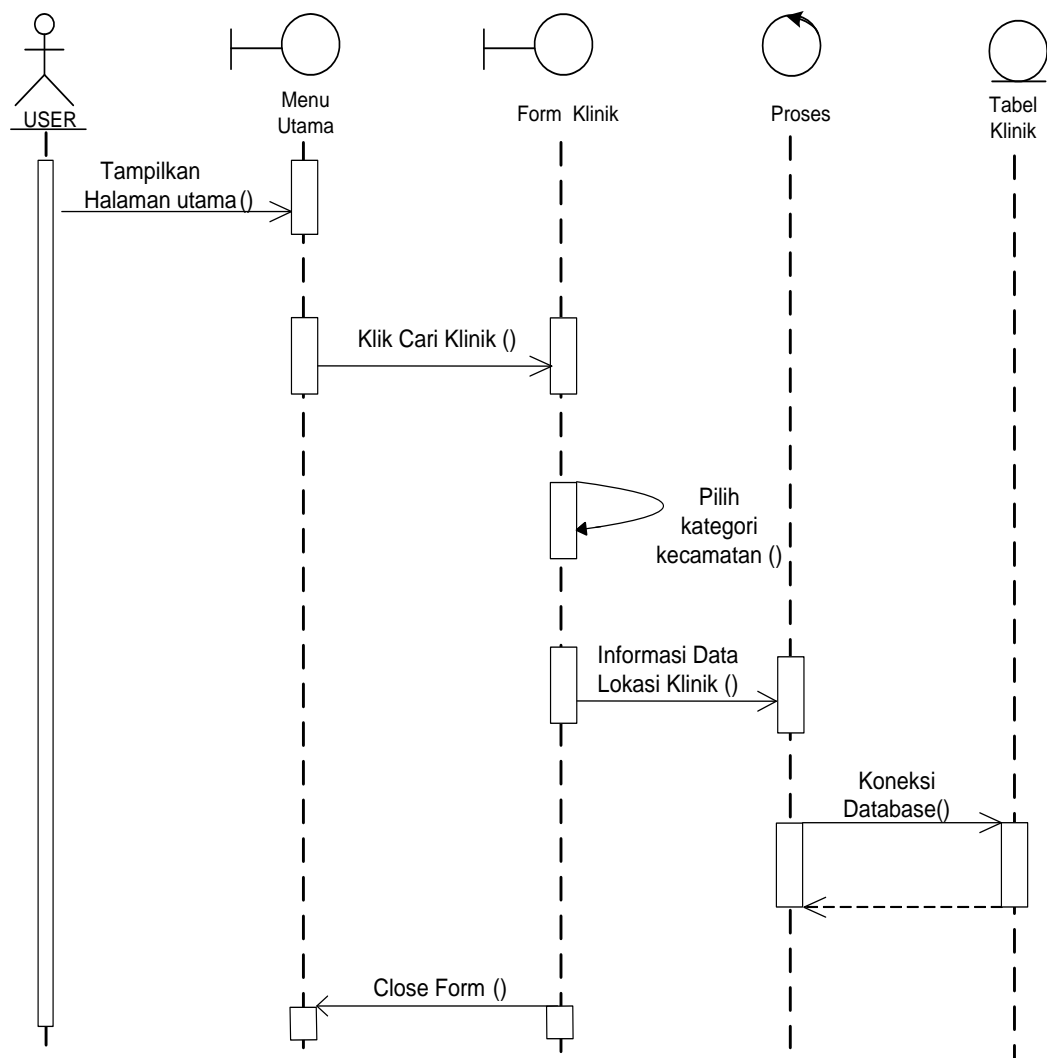 USER
Menu
Utama
Form Klinik
Proses
Tabel
Klinik
Tampilkan
Halaman utama()
Klik Cari Klinik ()
Pilih
kategori
kecamatan ()
Informasi Data
Lokasi Klinik ()
Koneksi
Database()
Close Form ()